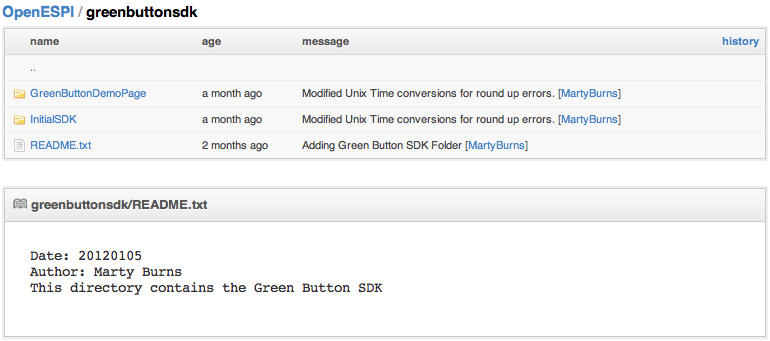 OpenESPI / greenbuttonsdk
name age message history
..
GreenButtonDemoPage a month ago Modified Unix Time conversions for round up errors. [MartyBurns]
InitialSDK a month ago Modified Unix Time conversions for round up errors. [MartyBurns]
README.txt 2 months ago Adding Green Button SDK Folder [MartyBurns]
greenbuttonsdk/README.txt
Date: 20120105
Author: Marty Burns
This directory contains the Green Button SDK